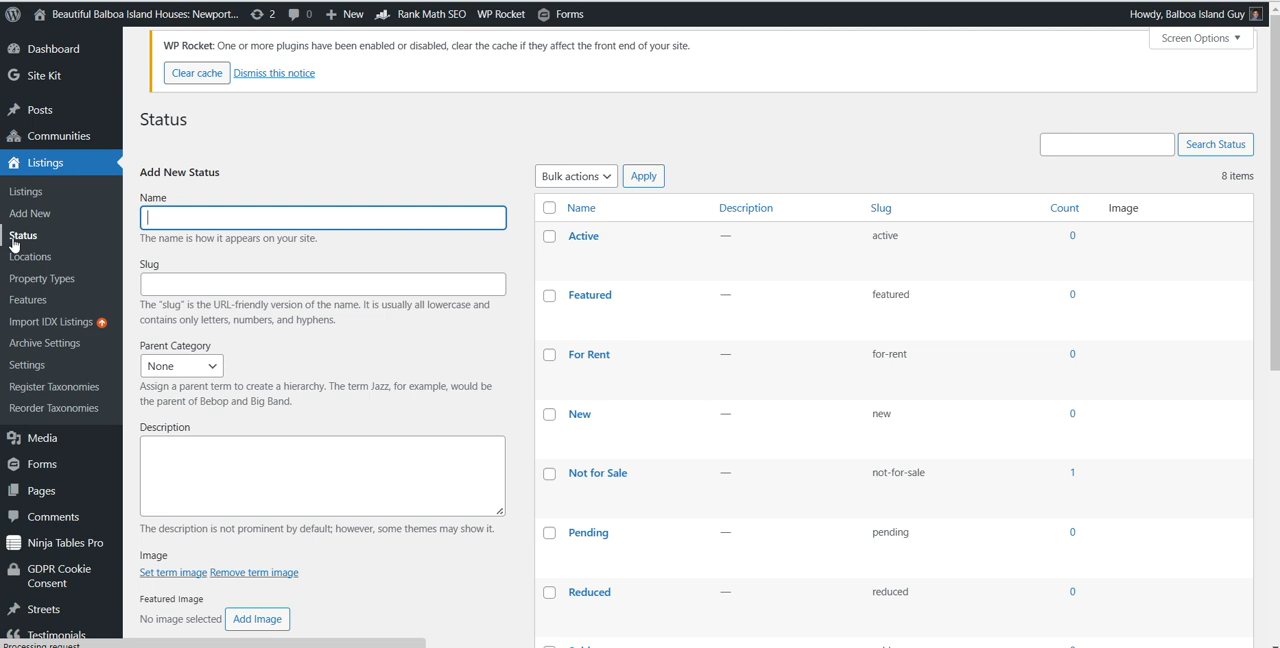 Beautiful Balboa Island Houses: Newport... 2 0 New Rank Math SEO WP Rocket Forms Howdy, Balboa Island Guy
Screen Options
WP Rocket: One or more plugins have been enabled or disabled, clear the cache if they affect the front end of your site.
Clear cache Dismiss this notice
Dashboard
Site Kit
Posts
Communities
Listings
Listings
Add New
Status
Locations
Property Types
Features
Import IDX Listings
Archive Settings
Settings
Register Taxonomies
Reorder Taxonomies
Media
Forms
Pages
Comments
Ninja Tables Pro
GDPR Cookie
Consent
Streets
Testimonials
Processing request
Status
Search Status
Add New Status
Name
The name is how it appears on your site.
Slug
The "slug" is the URL-friendly version of the name. It is usually all lowercase and
contains only letters, numbers, and hyphens.
Parent Category
None
Assign a parent term to create a hierarchy. The term Jazz, for example, would be
the parent of Bebop and Big Band.
Description
The description is not prominent by default; however, some themes may show it.
Image
Set term image Remove term image
Featured Image
No image selected Add Image
Bulk actions Apply 8 items
Name Description Slug Count Image
Active — active 0
Featured — featured 0
For Rent — for-rent 0
New — new 0
Not for Sale — not-for-sale 1
Pending — pending 0
Reduced — reduced 0